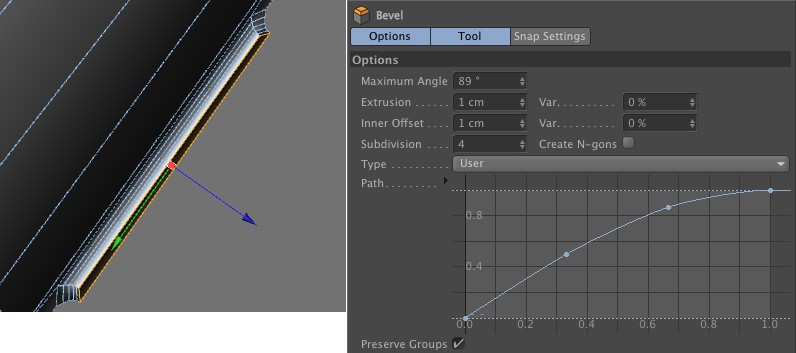 Bevel
Options Tool Snap Settings
Options
Maximum Angle 89 °
Extrusion ...... 1 cm Var. .......... 0 %
Inner Offset .... 1 cm Var. .......... 0 %
Subdivision .... 4 Create N-gons
Type .......... User
Path..........
0.8
0.4
0.0 0.2 0.4 0.6 0.8 1.0
Preserve Groups